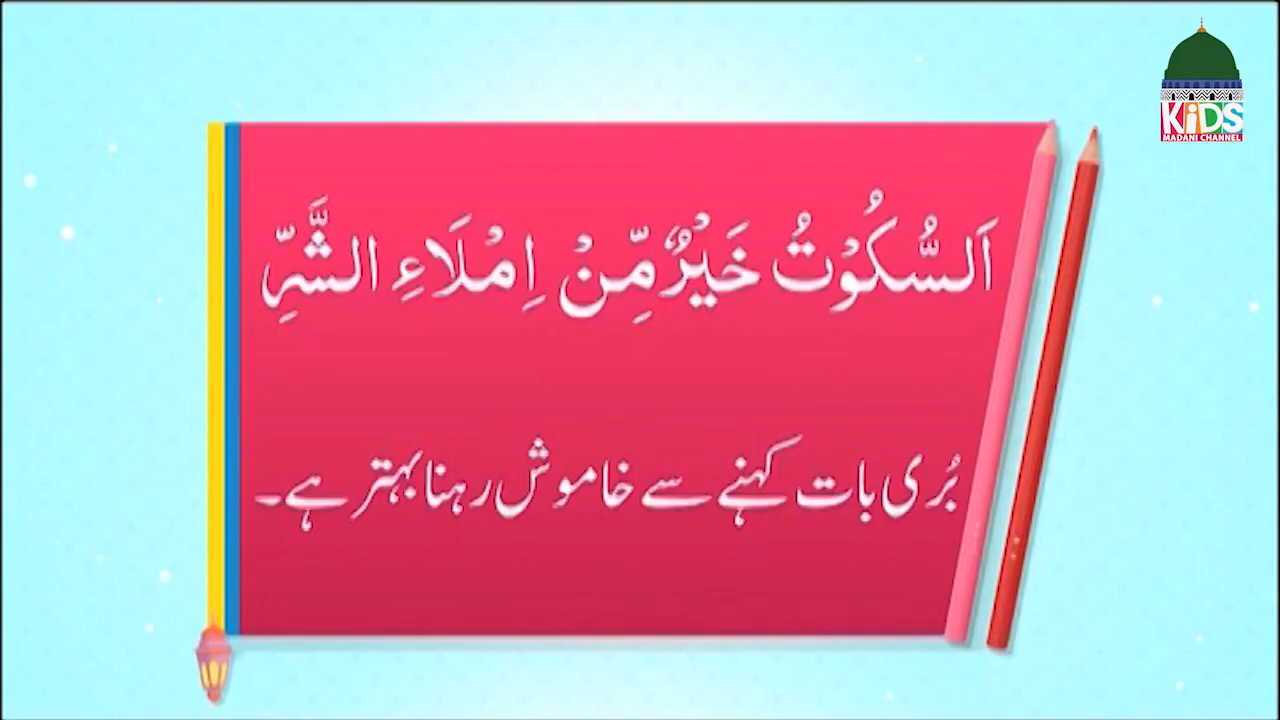 KiDS
MADANI CHANNEL
اَلسُّكُوْتُ خَيْرٌ مِّنْ اِمْلَاءِ الشَّرِّ
بُری بات کہنے سے خاموش رہنا بہتر ہے۔